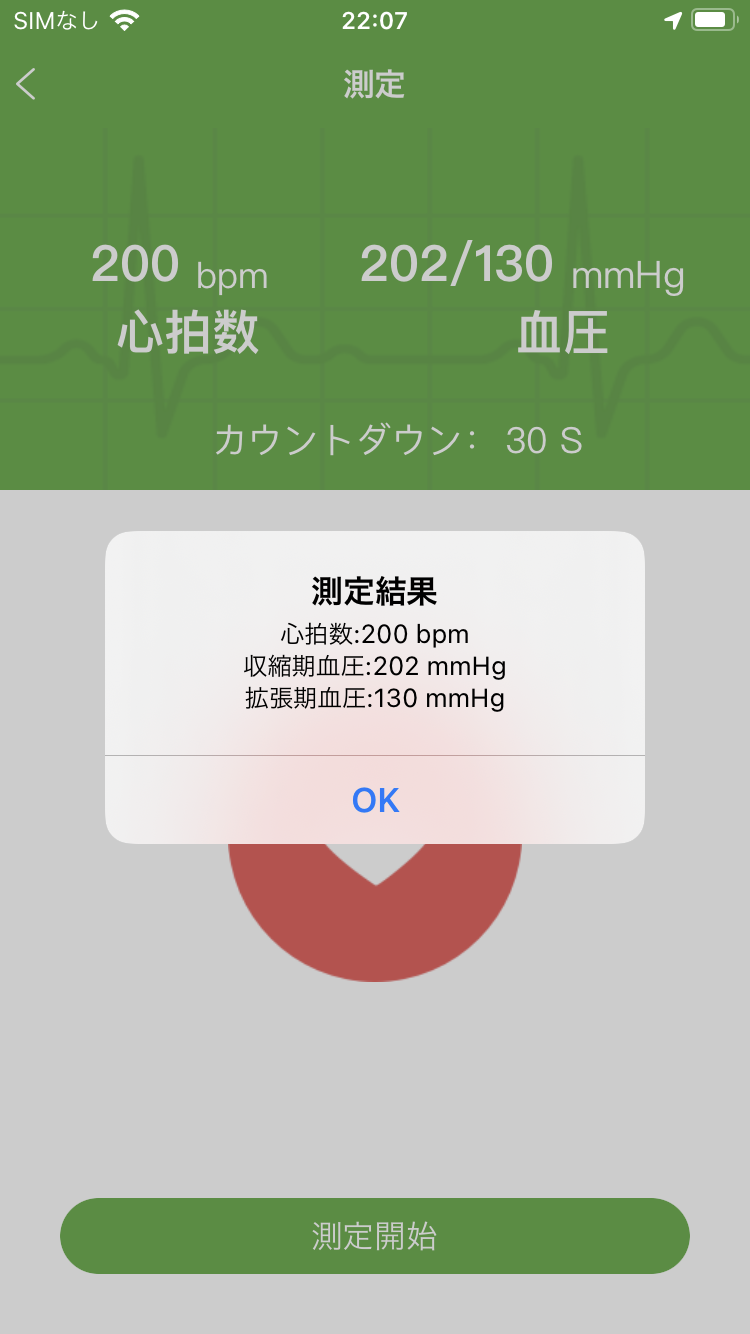 SIMなし 22:07
測定
200 bpm 202/130 mmHg
心拍数 血圧
カウントダウン： 30 S
測定結果
心拍数:200 bpm
収縮期血圧:202 mmHg
拡張期血圧:130 mmHg
OK
測定開始